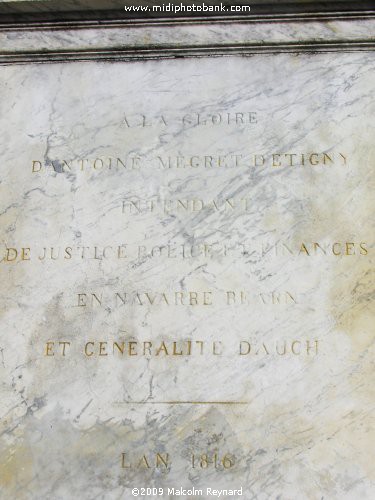 www.midiphotobank.com
A LA GLOIRE
D'ANTOINE MEGRET D'ETIGNY
INTENDANT
DE JUSTICE POLICE ET FINANCES
EN NAVARRE BEARN
ET GENERALITE D'AUCH
L'AN 1816
©2009 Malcolm Reynard